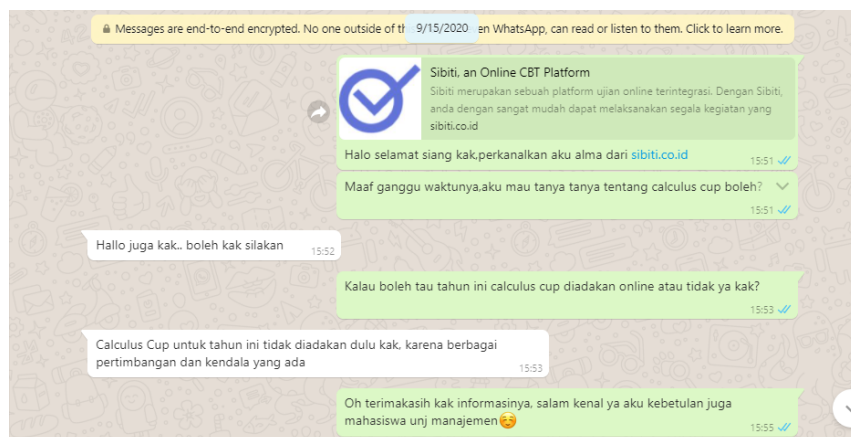 Messages are end-to-end encrypted. No one outside of th 9/15/2020 en WhatsApp, can read or listen to them. Click to learn more.
Sibiti, an Online CBT Platform
Sibiti merupakan sebuah platform ujian online terintegrasi. Dengan Sibiti,
anda dengan sangat mudah dapat melaksanakan segala kegiatan yang
sibiti.co.id
Halo selamat siang kak,perkanalkan aku alma dari sibiti.co.id
15:51
Maaf ganggu waktunya,aku mau tanya tanya tentang calculus cup boleh?
15:51
Hallo juga kak.. boleh kak silakan
15:52
Kalau boleh tau tahun ini calculus cup diadakan online atau tidak ya kak?
15:53
Calculus Cup untuk tahun ini tidak diadakan dulu kak, karena berbagai
pertimbangan dan kendala yang ada
15:53
Oh terimakasih kak informasinya, salam kenal ya aku kebetulan juga
mahasiswa unj manajemen☺️
15:55